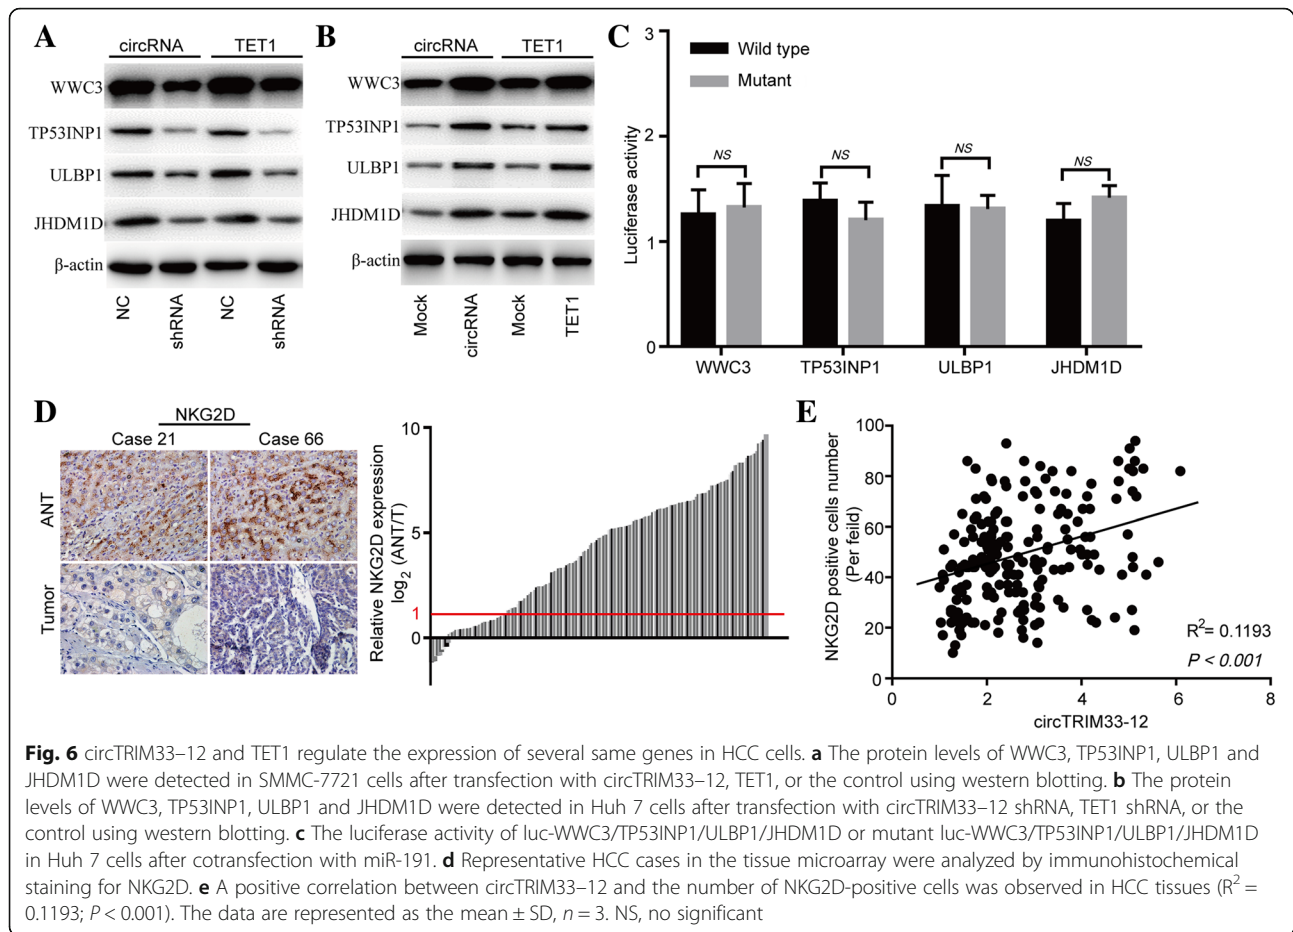 A
circRNA TET1
WWC3
TP53INP1
ULBP1
JHDM1D
β-actin
NC shRNA NC shRNA
B
circRNA TET1
WWC3
TP53INP1
ULBP1
JHDM1D
β-actin
Mock circRNA Mock TET1
C
Wild type
Mutant
Luciferase activity
3
2
1
0
NS NS NS NS
WWC3 TP53INP1 ULBP1 JHDM1D
D
NKG2D
Case 21 Case 66
ANT
Tumor
Relative NKG2D expression
log2 (ANT/T)
10
5
1
0
E
NKG2D positive cells number
(Per feild)
100
80
60
40
20
0
R2= 0.1193
P < 0.001
0 2 4 6 8
circTRIM33-12
Fig. 6 circTRIM33–12 and TET1 regulate the expression of several same genes in HCC cells. a The protein levels of WWC3, TP53INP1, ULBP1 and
JHDM1D were detected in SMMC-7721 cells after transfection with circTRIM33–12, TET1, or the control using western blotting. b The protein
levels of WWC3, TP53INP1, ULBP1 and JHDM1D were detected in Huh 7 cells after transfection with circTRIM33–12 shRNA, TET1 shRNA, or the
control using western blotting. c The luciferase activity of luc-WWC3/TP53INP1/ULBP1/JHDM1D or mutant luc-WWC3/TP53INP1/ULBP1/JHDM1D
in Huh 7 cells after cotransfection with miR-191. d Representative HCC cases in the tissue microarray were analyzed by immunohistochemical
staining for NKG2D. e A positive correlation between circTRIM33–12 and the number of NKG2D-positive cells was observed in HCC tissues (R2 =
0.1193; P < 0.001). The data are represented as the mean ± SD, n = 3. NS, no significant